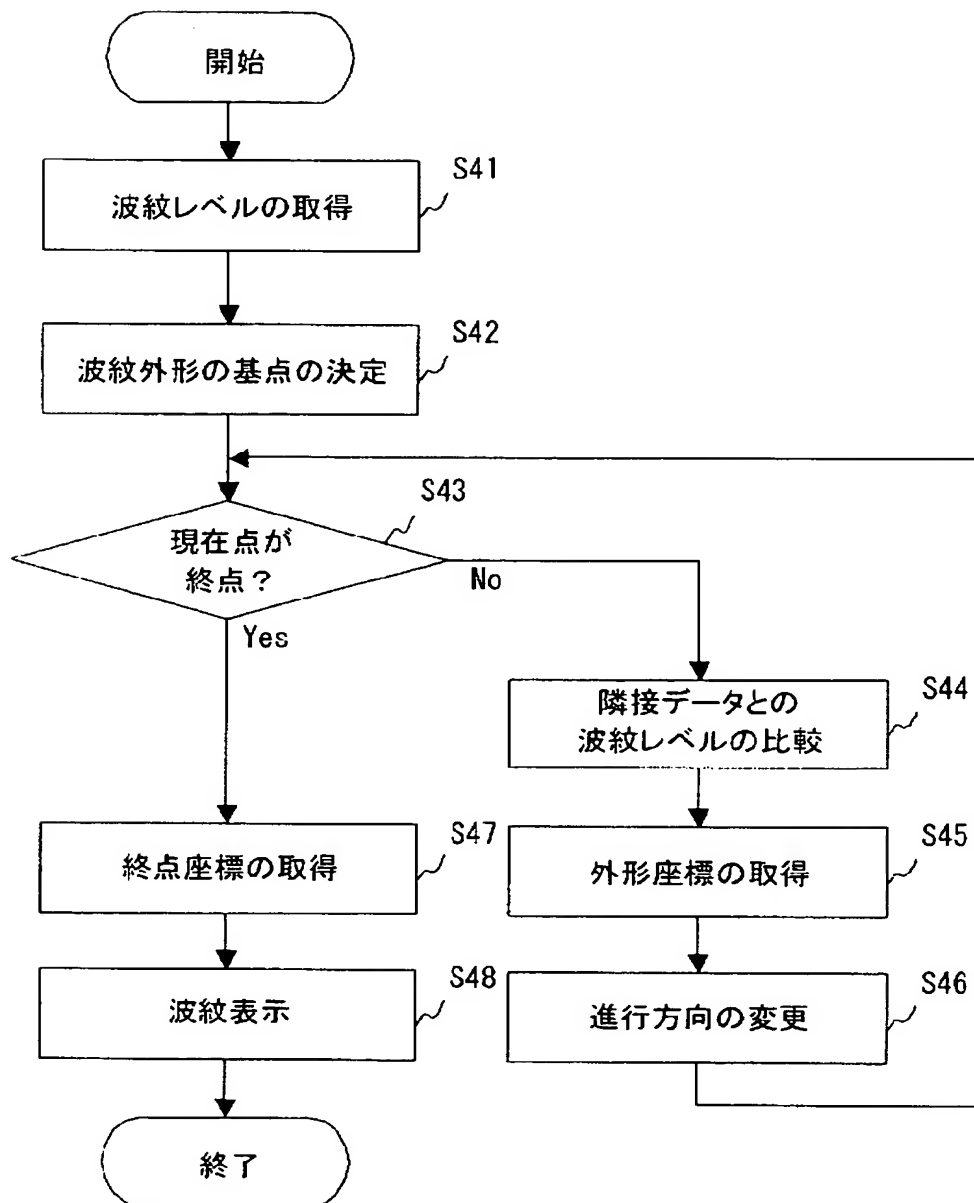 開始
S41
波紋レベルの取得
S42
波紋外形の基点の決定
S43
現在点が
終点？
No
Yes
S44
隣接データとの
波紋レベルの比較
S47
終点座標の取得
S45
外形座標の取得
S48
波紋表示
S46
進行方向の変更
終了